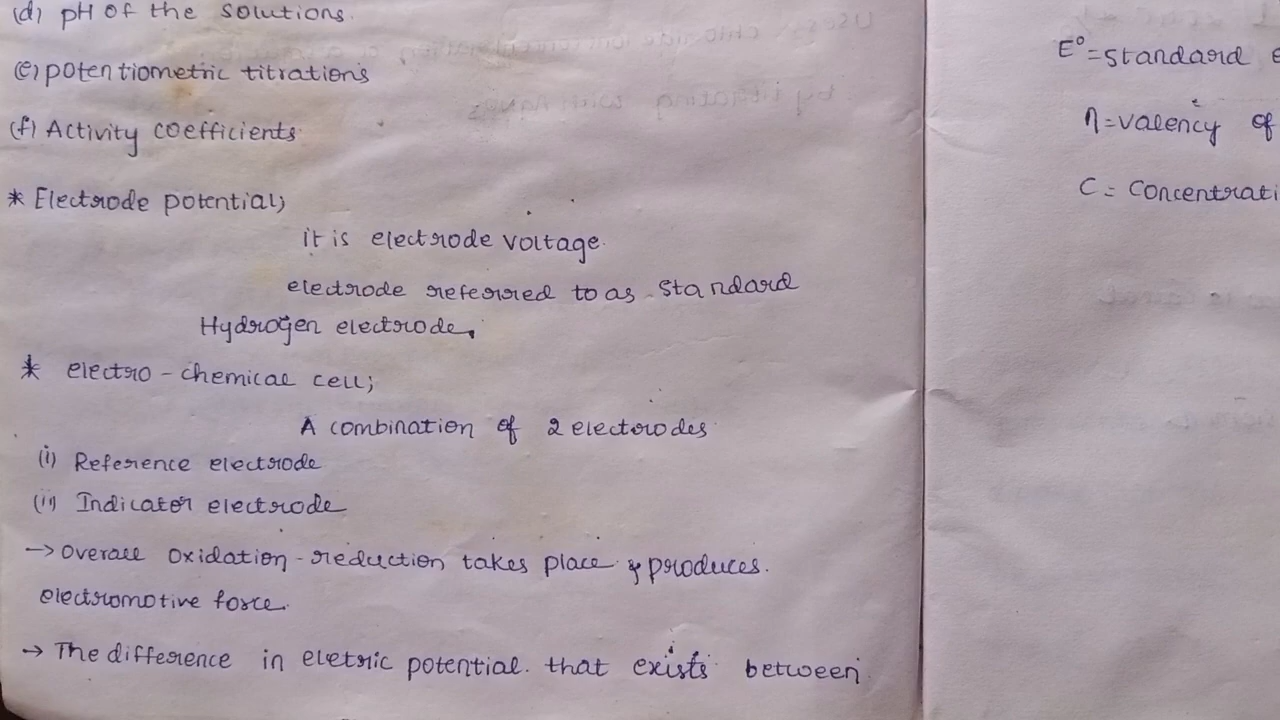 (d) pH of the solutions.
(e) potentiometric titrations
(f) Activity coefficients
* Electrode potential;
it is electrode voltage.
electrode referred to as standard
Hydrogen electrode.
* electro-chemical cell;
A combination of 2 electrodes
(i) Reference electrode
(ii) Indicator electrode
→ Overall Oxidation-reduction takes place & produces.
electromotive force.
→ The difference in eletric potential. that exists between
E°=standard
n=valency of
C = Concentrati